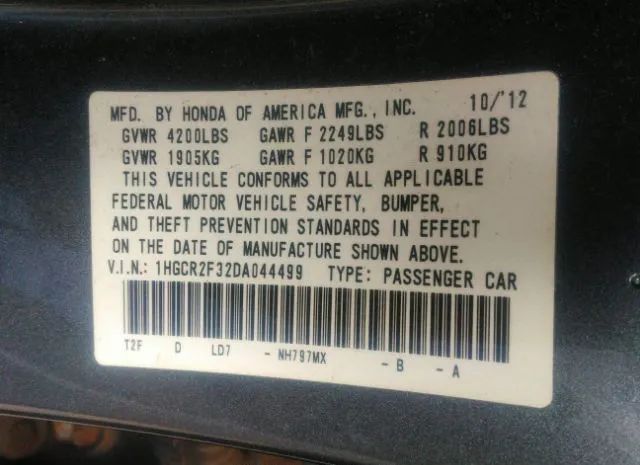 MFD. BY HONDA OF AMERICA MFG., INC. 10/'12
GVWR 4200LBS GAWR F 2249LBS R 2006LBS
GVWR 1905KG GAWR F 1020KG R 910KG
THIS VEHICLE CONFORMS TO ALL APPLICABLE
FEDERAL MOTOR VEHICLE SAFETY, BUMPER,
AND THEFT PREVENTION STANDARDS IN EFFECT
ON THE DATE OF MANUFACTURE SHOWN ABOVE.
V.I.N.: 1HGCR2F32DA044499 TYPE: PASSENGER CAR
T2F D LD7 - NH797MX - B - A